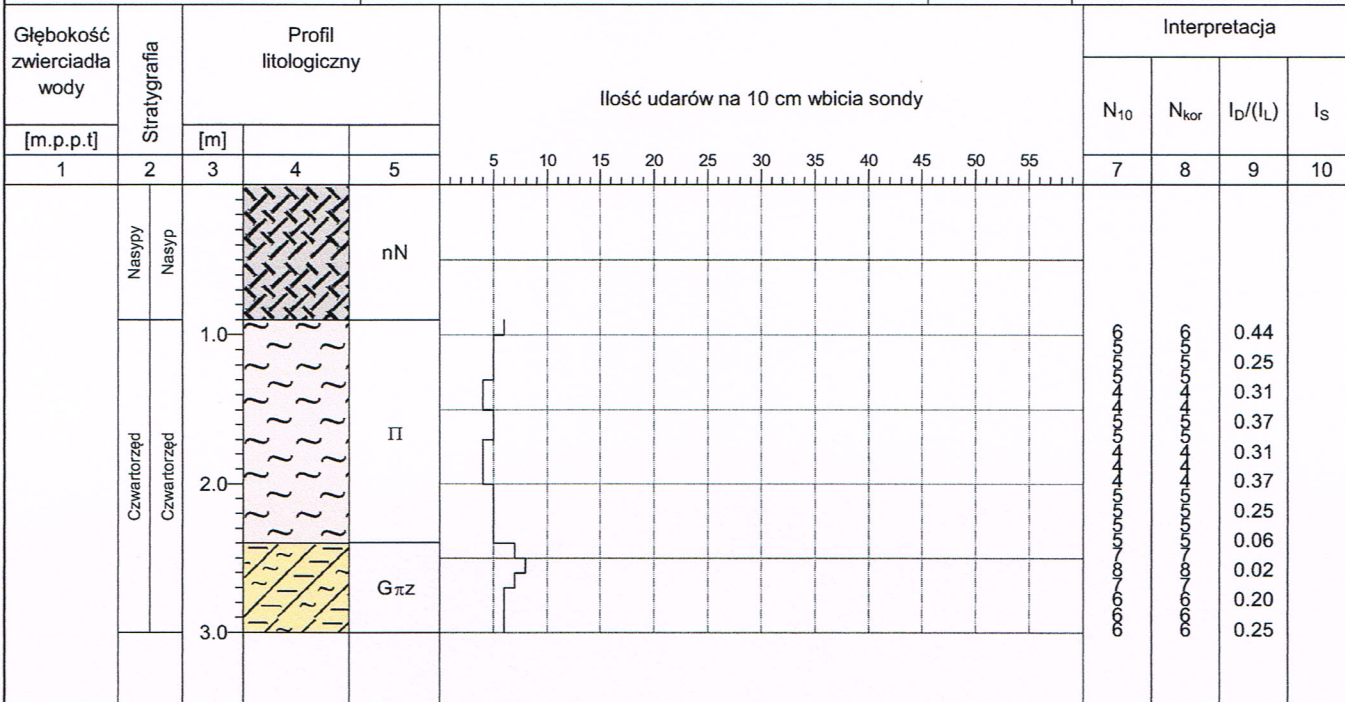 Głębokość
zwierciadła
wody
[m.p.p.t]
Stratygrafia
Profil
litologiczny
[m]
Ilość udarów na 10 cm wbicia sondy
Interpretacja
N10
Nkor
ID/(IL)
IS
5 10 15 20 25 30 35 40 45 50 55
1 2 3 4 5 7 8 9 10
Nasypy
Nasyp
nN
Czwartorzęd
Czwartorzęd
1.0
Π
2.0
Gπz
3.0
6 6 0.44
5 5
5 5 0.25
5 5
4 4 0.31
4 4
5 5 0.37
5 5
4 4 0.31
4 4
4 4 0.37
5 5
5 5 0.25
5 5
5 5 0.06
7 7
8 8 0.02
7 7
6 6 0.20
6 6
6 6 0.25